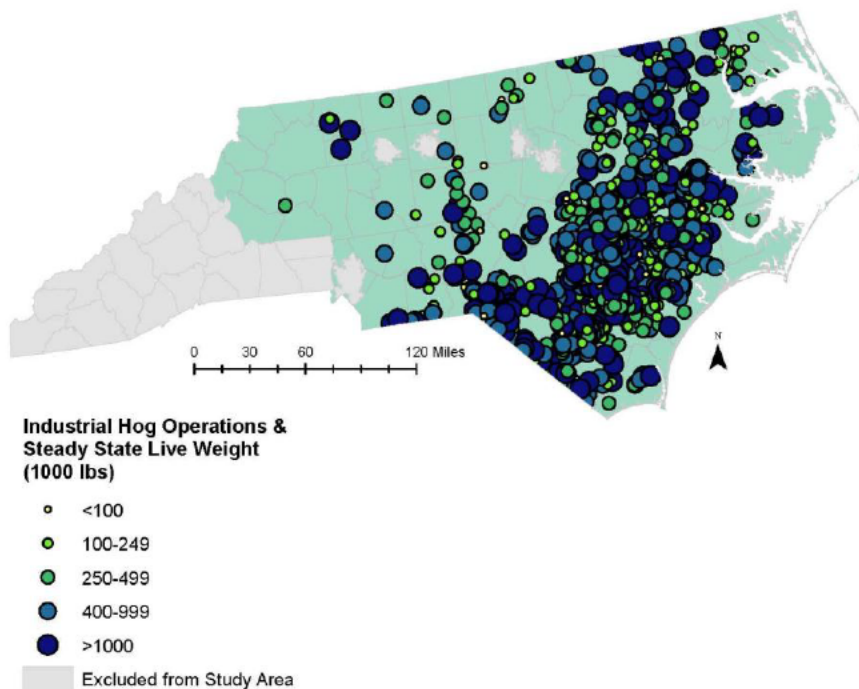 N
0 30 60 120 Miles
Industrial Hog Operations &
Steady State Live Weight
(1000 lbs)
<100
100-249
250-499
400-999
>1000
Excluded from Study Area